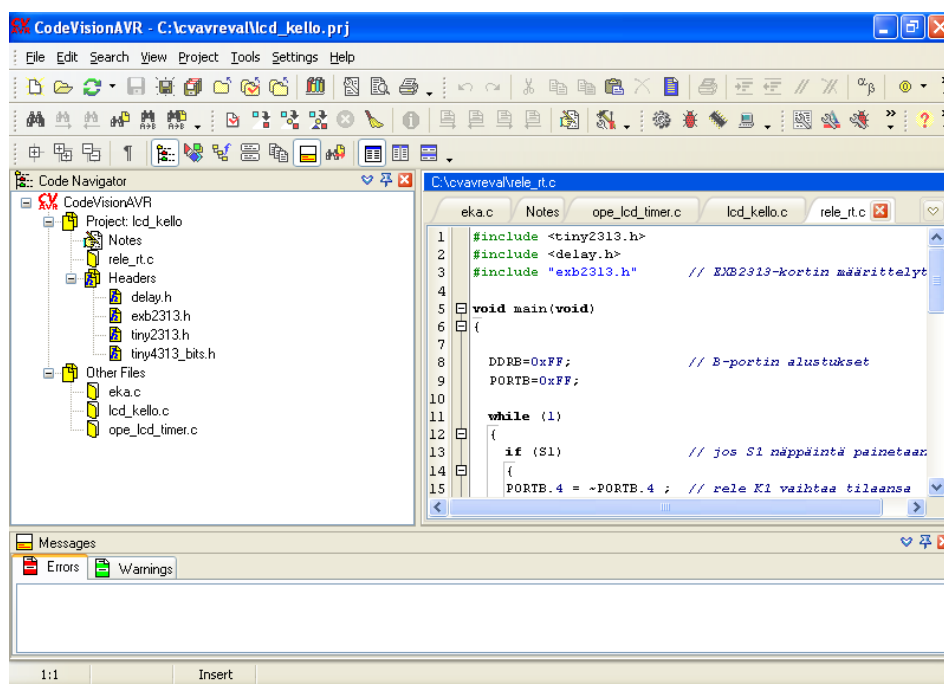 CodeVisionAVR - C:\cvavreval\lcd_kello.prj
File Edit Search View Project Tools Settings Help
Code Navigator
CodeVisionAVR
Project: lcd_kello
Notes
rele_rt.c
Headers
delay.h
exb2313.h
tiny2313.h
tiny4313_bits.h
Other Files
eka.c
lcd_kello.c
ope_lcd_timer.c
C:\cvavreval\rele_rt.c
eka.c Notes ope_lcd_timer.c lcd_kello.c rele_rt.c
1 #include <tiny2313.h>
2 #include <delay.h>
3 #include "exb2313.h" // EXB2313-kortin määrittelyt
4
5 void main(void)
6 {
7
8 DDRB=0xFF; // B-portin alustukset
9 PORTB=0xFF;
10
11 while (1)
12 {
13 if (S1) // jos S1 näppäintä painetaan
14 {
15 PORTB.4 = ~PORTB.4 ; // rele K1 vaihtaa tilaansa
Messages
Errors Warnings
1:1 Insert